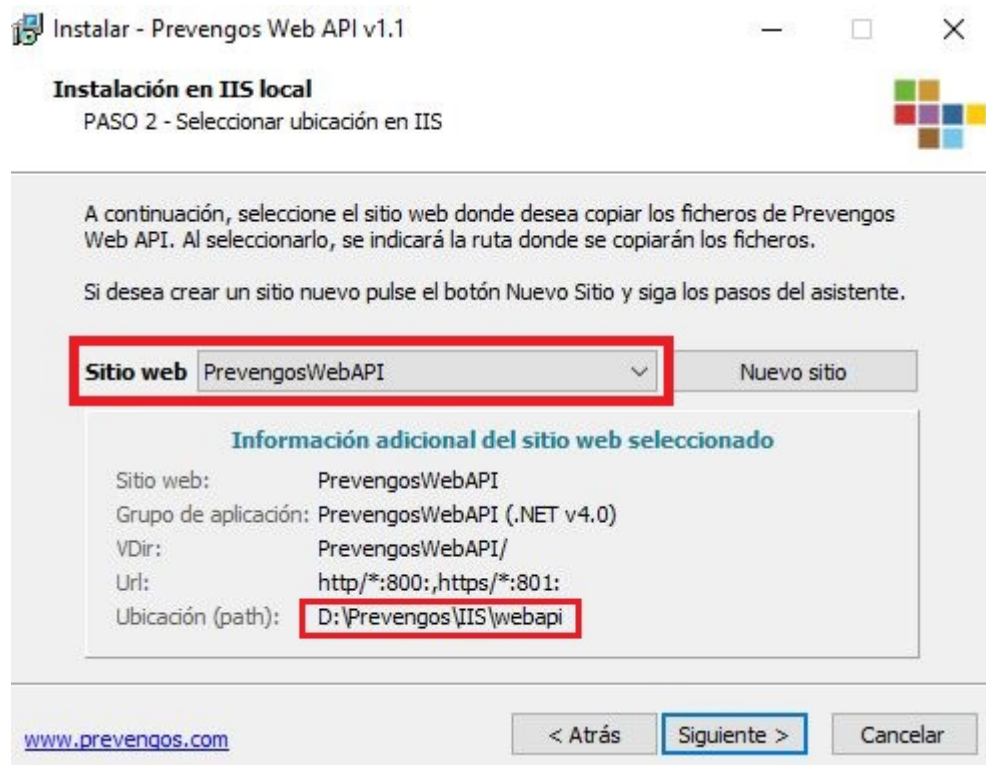 Instalar - Prevengos Web API v1.1
Instalación en IIS local
PASO 2 - Seleccionar ubicación en IIS
A continuación, seleccione el sitio web donde desea copiar los ficheros de Prevengos
Web API. Al seleccionarlo, se indicará la ruta donde se copiarán los ficheros.
Si desea crear un sitio nuevo pulse el botón Nuevo Sitio y siga los pasos del asistente.
Sitio web PrevengosWebAPI Nuevo sitio
Información adicional del sitio web seleccionado
Sitio web: PrevengosWebAPI
Grupo de aplicación: PrevengosWebAPI (.NET v4.0)
VDir: PrevengosWebAPI/
Url: http/*:800:,https/*:801:
Ubicación (path): D:\Prevengos\IIS\webapi
www.prevengos.com < Atrás Siguiente > Cancelar